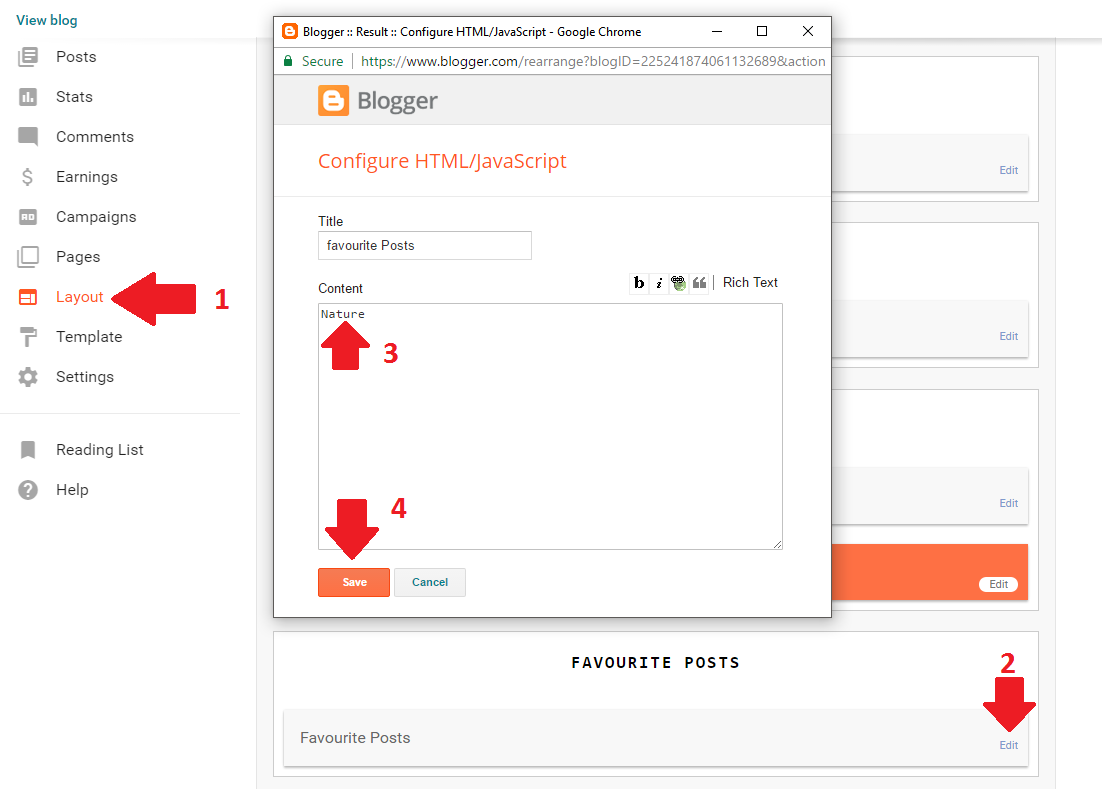 View blog
Posts
Stats
Comments
Earnings
Campaigns
Pages
Layout
1
Template
Settings
Reading List
Help
Blogger :: Result :: Configure HTML/JavaScript - Google Chrome
Secure | https://www.blogger.com/rearrange?blogID=225241874061132689&action
Blogger
Configure HTML/JavaScript
Title
favourite Posts
Content
b i Rich Text
Nature
3
4
Save Cancel
Edit
Edit
Edit
Edit
FAVOURITE POSTS
2
Favourite Posts
Edit